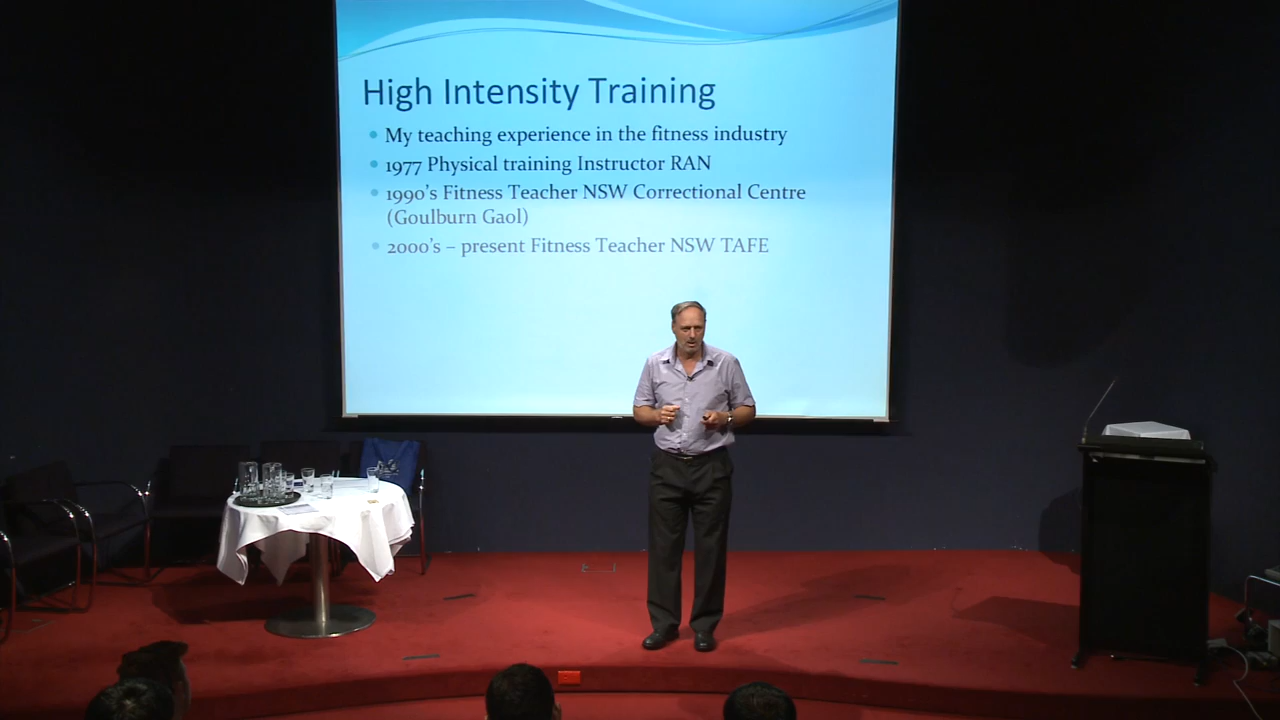 High Intensity Training
My teaching experience in the fitness industry
1977 Physical training Instructor RAN
1990's Fitness Teacher NSW Correctional Centre
(Goulburn Gaol)
2000's – present Fitness Teacher NSW TAFE